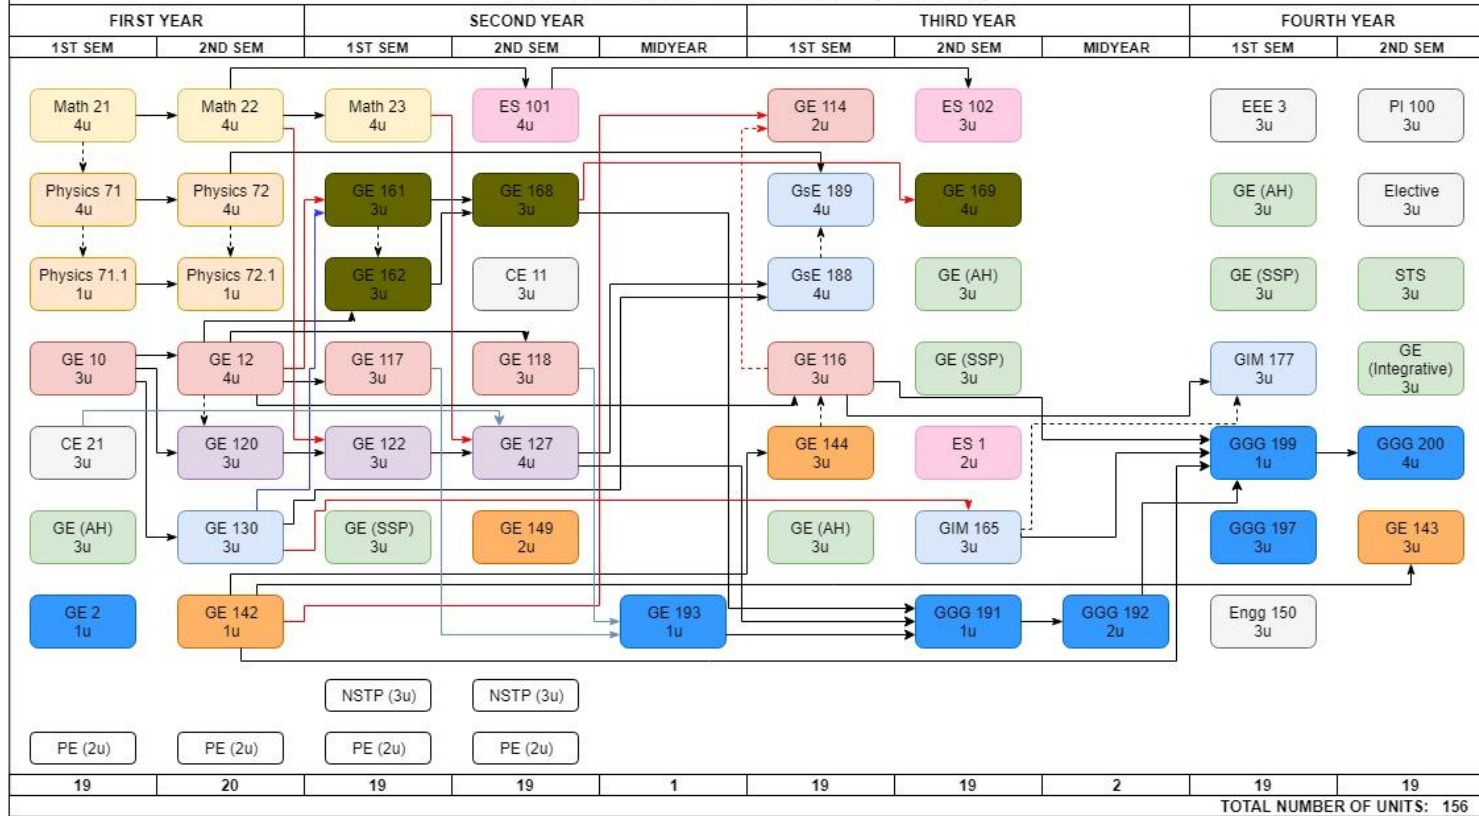 FIRST YEAR SECOND YEAR THIRD YEAR FOURTH YEAR
1ST SEM 2ND SEM 1ST SEM 2ND SEM MIDYEAR 1ST SEM 2ND SEM MIDYEAR 1ST SEM 2ND SEM
Math 21 Math 22 Math 23 ES 101 GE 114 ES 102 EEE 3 PI 100
4u 4u 4u 4u 2u 3u 3u 3u
Physics 71 Physics 72 GE 161 GE 168 GsE 189 GE 169 GE (AH) Elective
4u 4u 3u 3u 4u 4u 3u 3u
Physics 71.1 Physics 72.1 GE 162 CE 11 GsE 188 GE (AH) GE (SSP) STS
1u 1u 3u 3u 4u 3u 3u 3u
GE 10 GE 12 GE 117 GE 118 GE 116 GE (SSP) GIM 177 GE
(Integrative)
3u 4u 3u 3u 3u 3u 3u 3u
CE 21 GE 120 GE 122 GE 127 GE 144 ES 1 GGG 199 GGG 200
3u 3u 3u 4u 3u 2u 1u 4u
GE (AH) GE 130 GE (SSP) GE 149 GE (AH) GIM 165 GGG 197 GE 143
3u 3u 3u 2u 3u 3u 3u 3u
GE 2 GE 142 GE 193 GGG 191 GGG 192 Engg 150
1u 1u 1u 1u 2u 3u
NSTP (3u) NSTP (3u)
PE (2u) PE (2u) PE (2u) PE (2u)
19 20 19 19 1 19 19 2 19 19
TOTAL NUMBER OF UNITS: 156